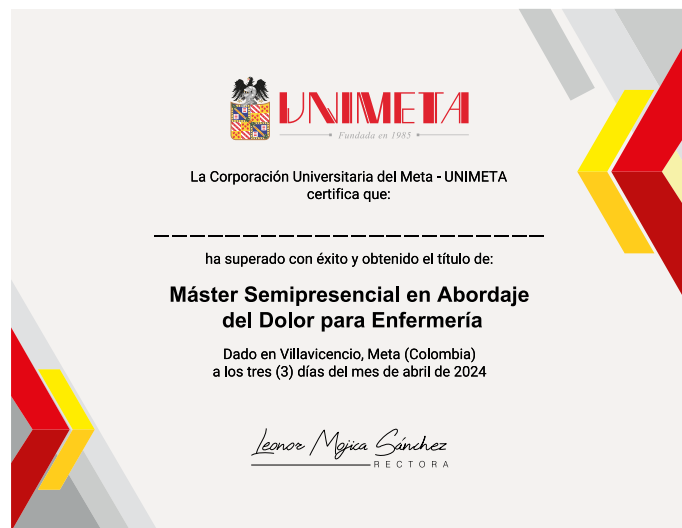 UNIMETA
Fundada en 1985
La Corporación Universitaria del Meta - UNIMETA
certifica que:
ha superado con éxito y obtenido el título de:
Máster Semipresencial en Abordaje
del Dolor para Enfermería
Dado en Villavicencio, Meta (Colombia)
a los tres (3) días del mes de abril de 2024
Leonor Mojica Sánchez
RECTORA